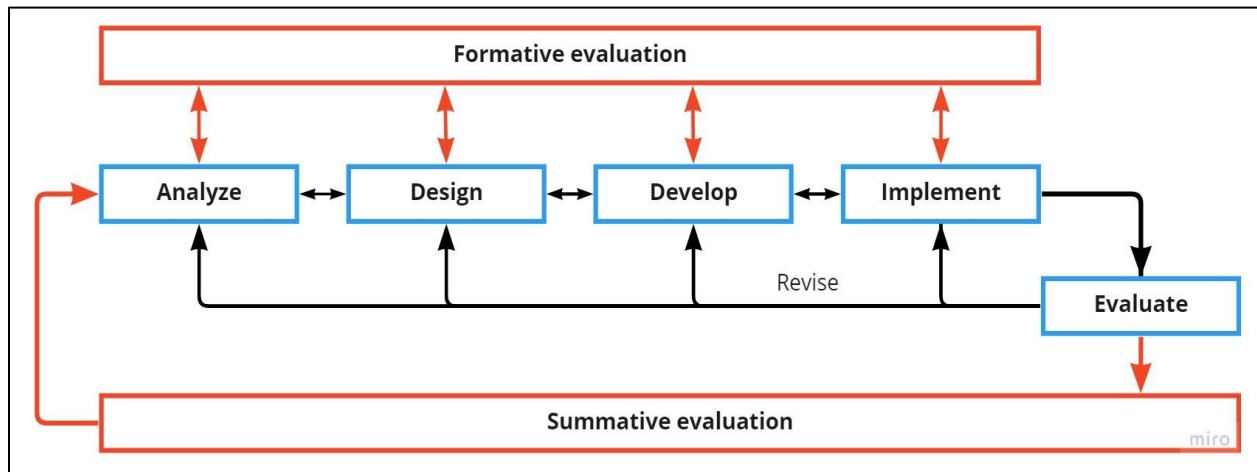 Formative evaluation
Analyze
Design
Develop
Implement
Revise
Evaluate
Summative evaluation
miro